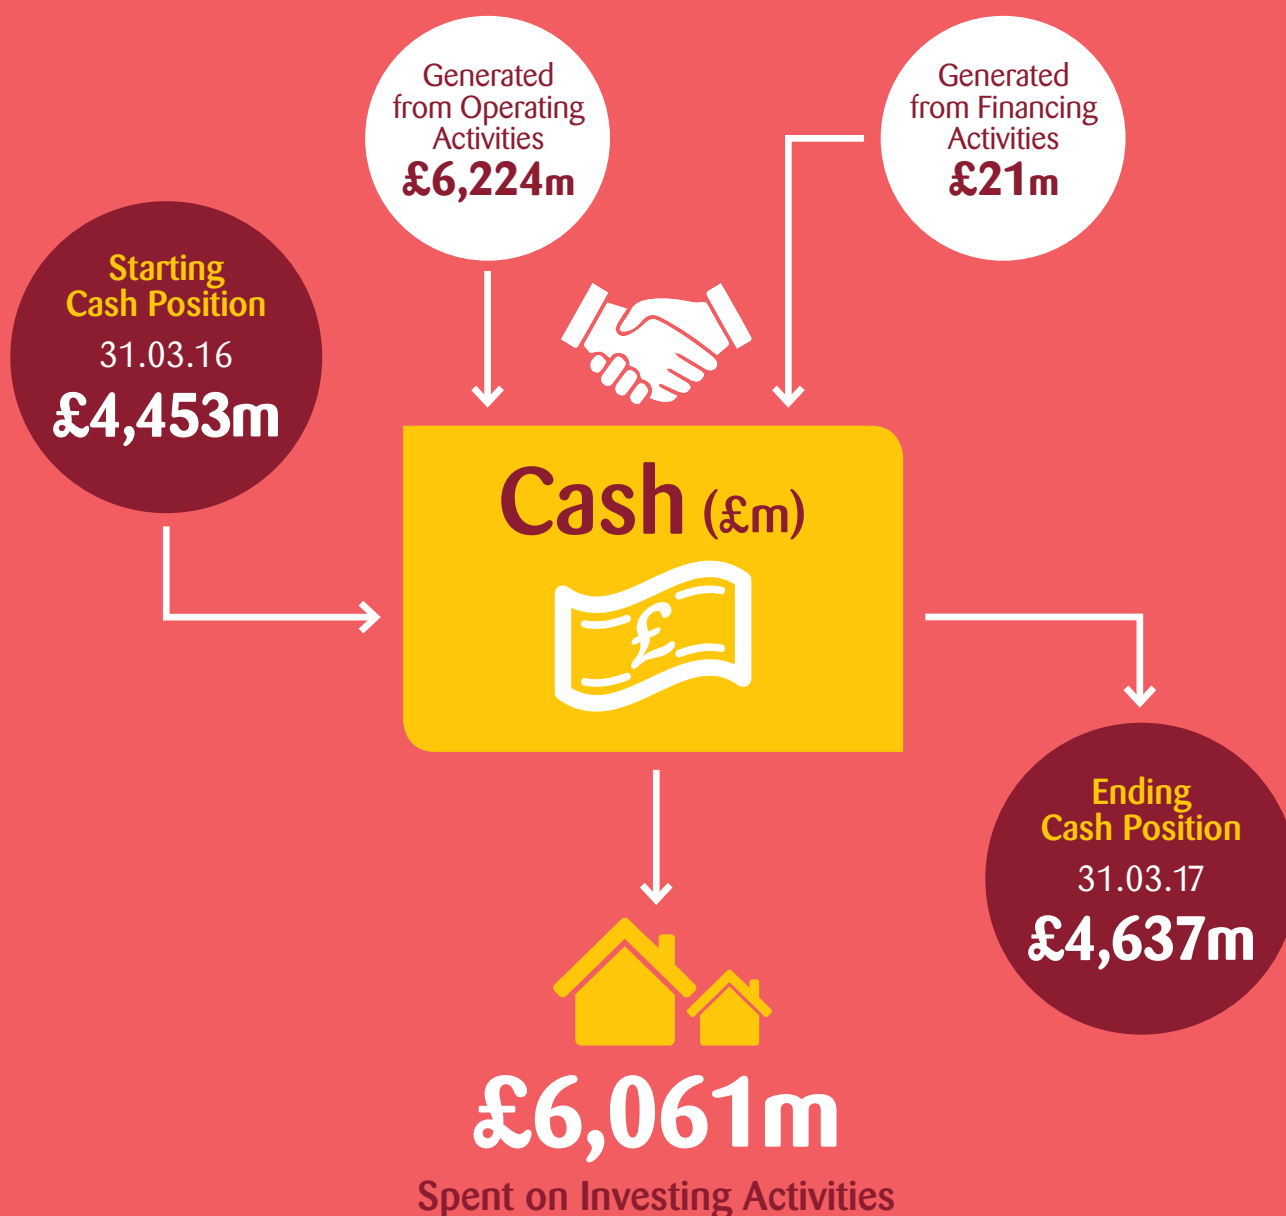 Generated
from Operating
Activities
£6,224m
Generated
from Financing
Activities
£21m
Starting
Cash Position
31.03.16
£4,453m
Cash (£m)
£
Ending
Cash Position
31.03.17
£4,637m
£6,061m
Spent on Investing Activities